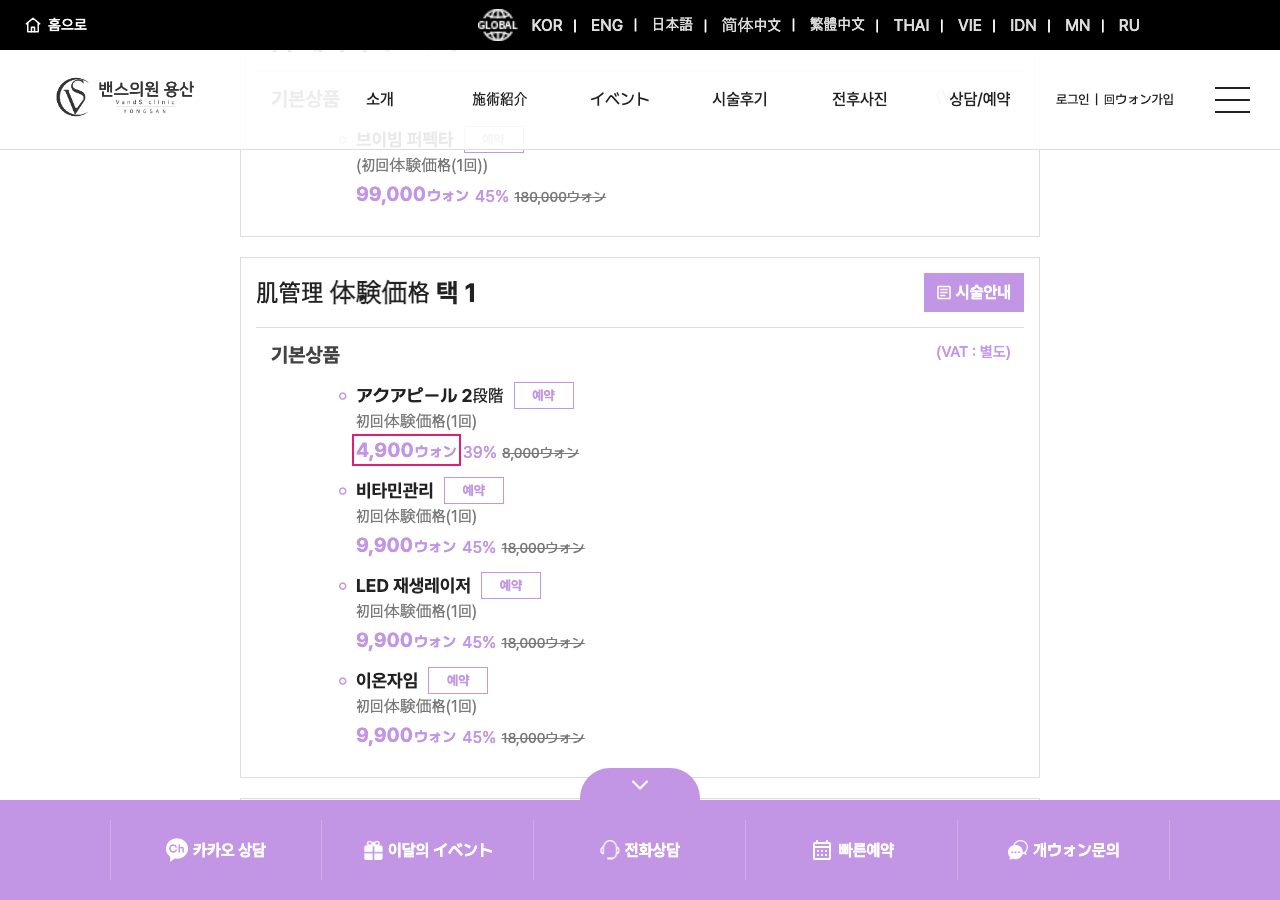 홈으로
GLOBAL KOR | ENG | 日本語 | 简体中文 | 繁體中文 | THAI | VIE | IDN | MN | RU
밴스의원 용산
VandS clinic
YONGSAN
소개 施術紹介 イベント 시술후기 전후사진 상담/예약
로그인 | 回ウォン가입
기본상품
브이빔 퍼펙타 예약
(初回体験価格(1回))
99,000ウォン 45% 180,000ウォン
肌管理 体験価格 택 1
시술안내
기본상품
(VAT : 별도)
アクアピール 2段階 예약
初回体験価格(1回)
4,900ウォン 39% 8,000ウォン
비타민관리 예약
初回体験価格(1回)
9,900ウォン 45% 18,000ウォン
LED 재생레이저 예약
初回体験価格(1回)
9,900ウォン 45% 18,000ウォン
이온자임 예약
初回体験価格(1回)
9,900ウォン 45% 18,000ウォン
Ch 카카오 상담
이달의 イベント
전화상담
빠른예약
개ウォン문의